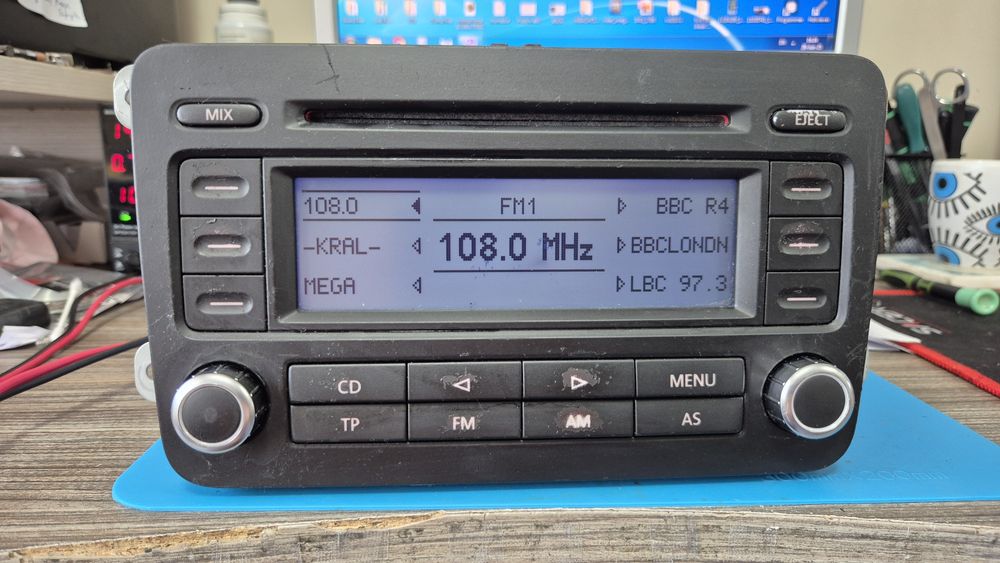 MIX
EJECT
108.0 FM1 BBC R4
-KRAL- 108.0 MHz BBCLONDN
MEGA LBC 97.3
CD MENU
TP FM AM AS